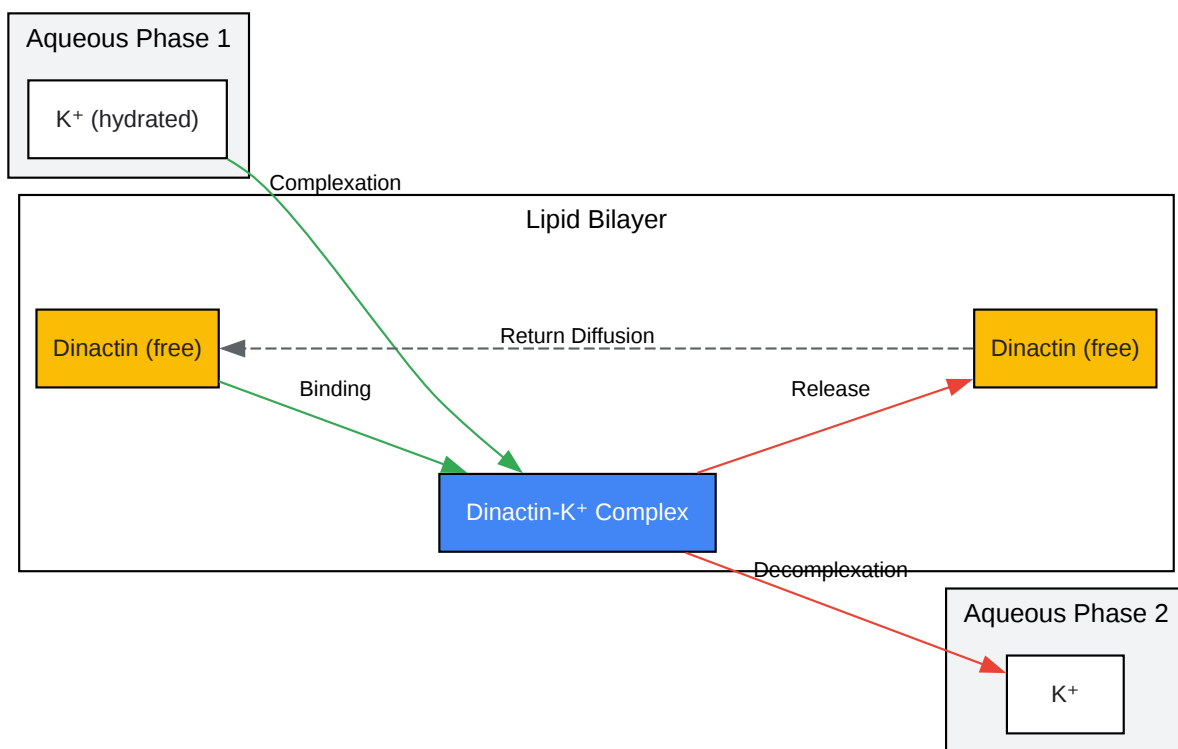 Aqueous Phase 1
K⁺ (hydrated)
Complexation
Lipid Bilayer
Dinactin (free)
Return Diffusion
Dinactin (free)
Binding
Release
Dinactin-K⁺ Complex
Decomplexation
Aqueous Phase 2
K⁺